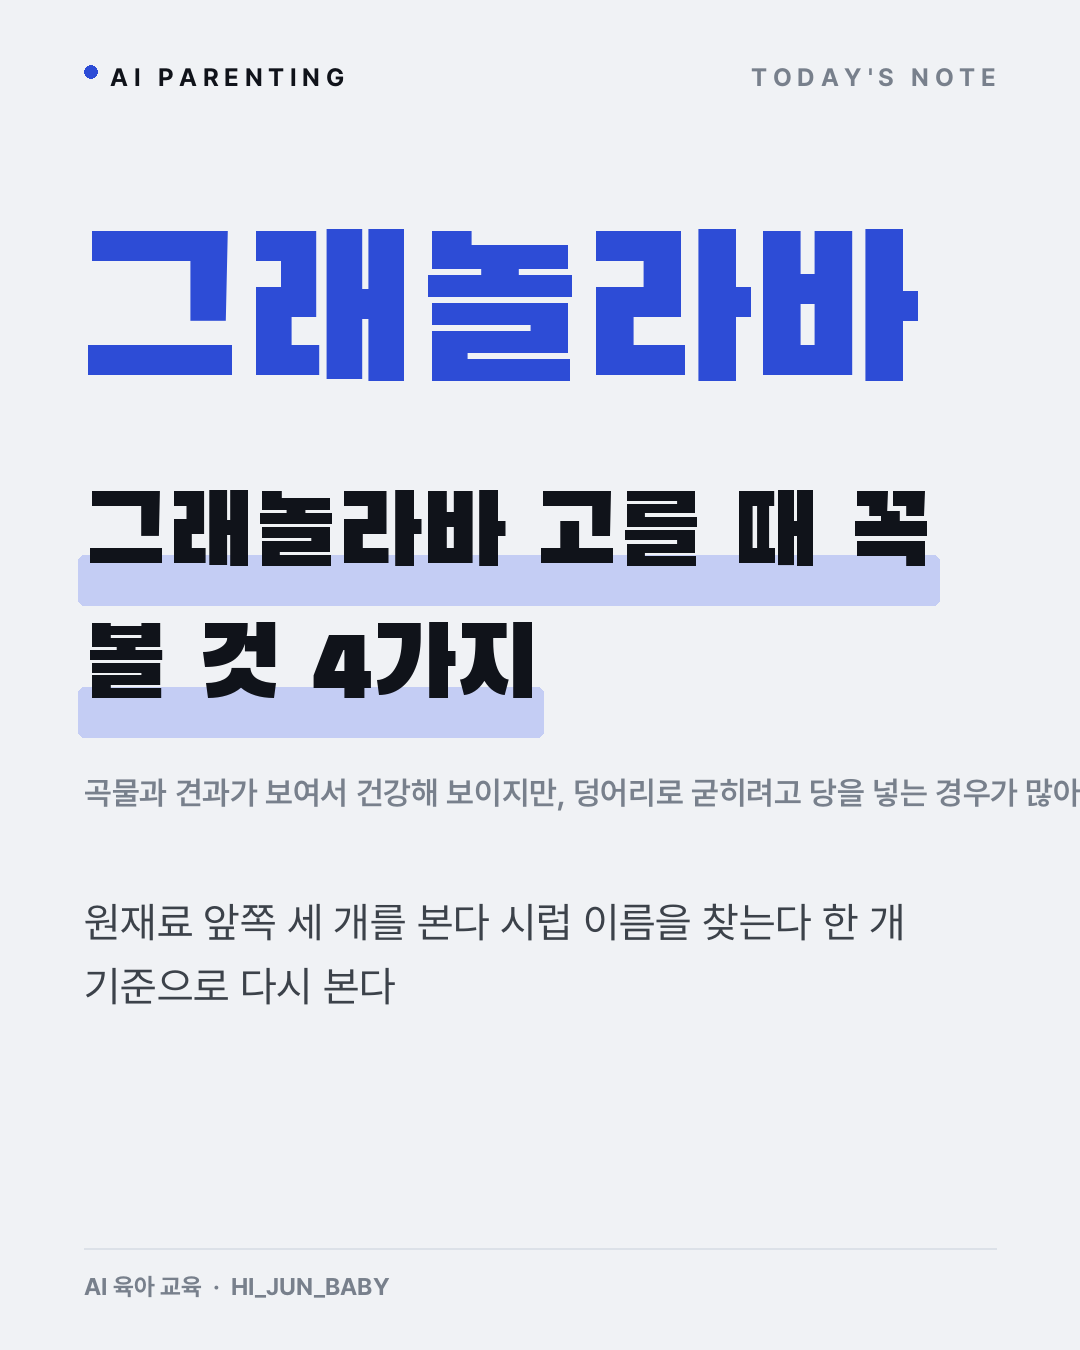 AI PARENTING
TODAY'S NOTE
그래놀라바
그래놀라바 고를 때 꼭
볼 것 4가지
곡물과 견과가 보여서 건강해 보이지만, 덩어리로 굳히려고 당을 넣는 경우가 많아
원재료 앞쪽 세 개를 본다 시럽 이름을 찾는다 한 개
기준으로 다시 본다
AI 육아 교육 · HI_JUN_BABY